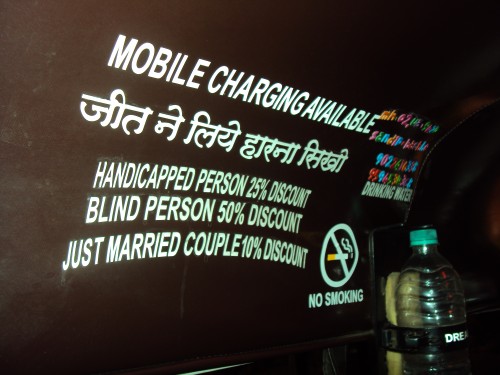 MOBILE CHARGING AVAILABLE
जीत ने लिये हारना सिखो
HANDICAPPED PERSON 25% DISCOUNT
BLIND PERSON 50% DISCOUNT
JUST MARRIED COUPLE 10% DISCOUNT
NO SMOKING
DRINKING WATER